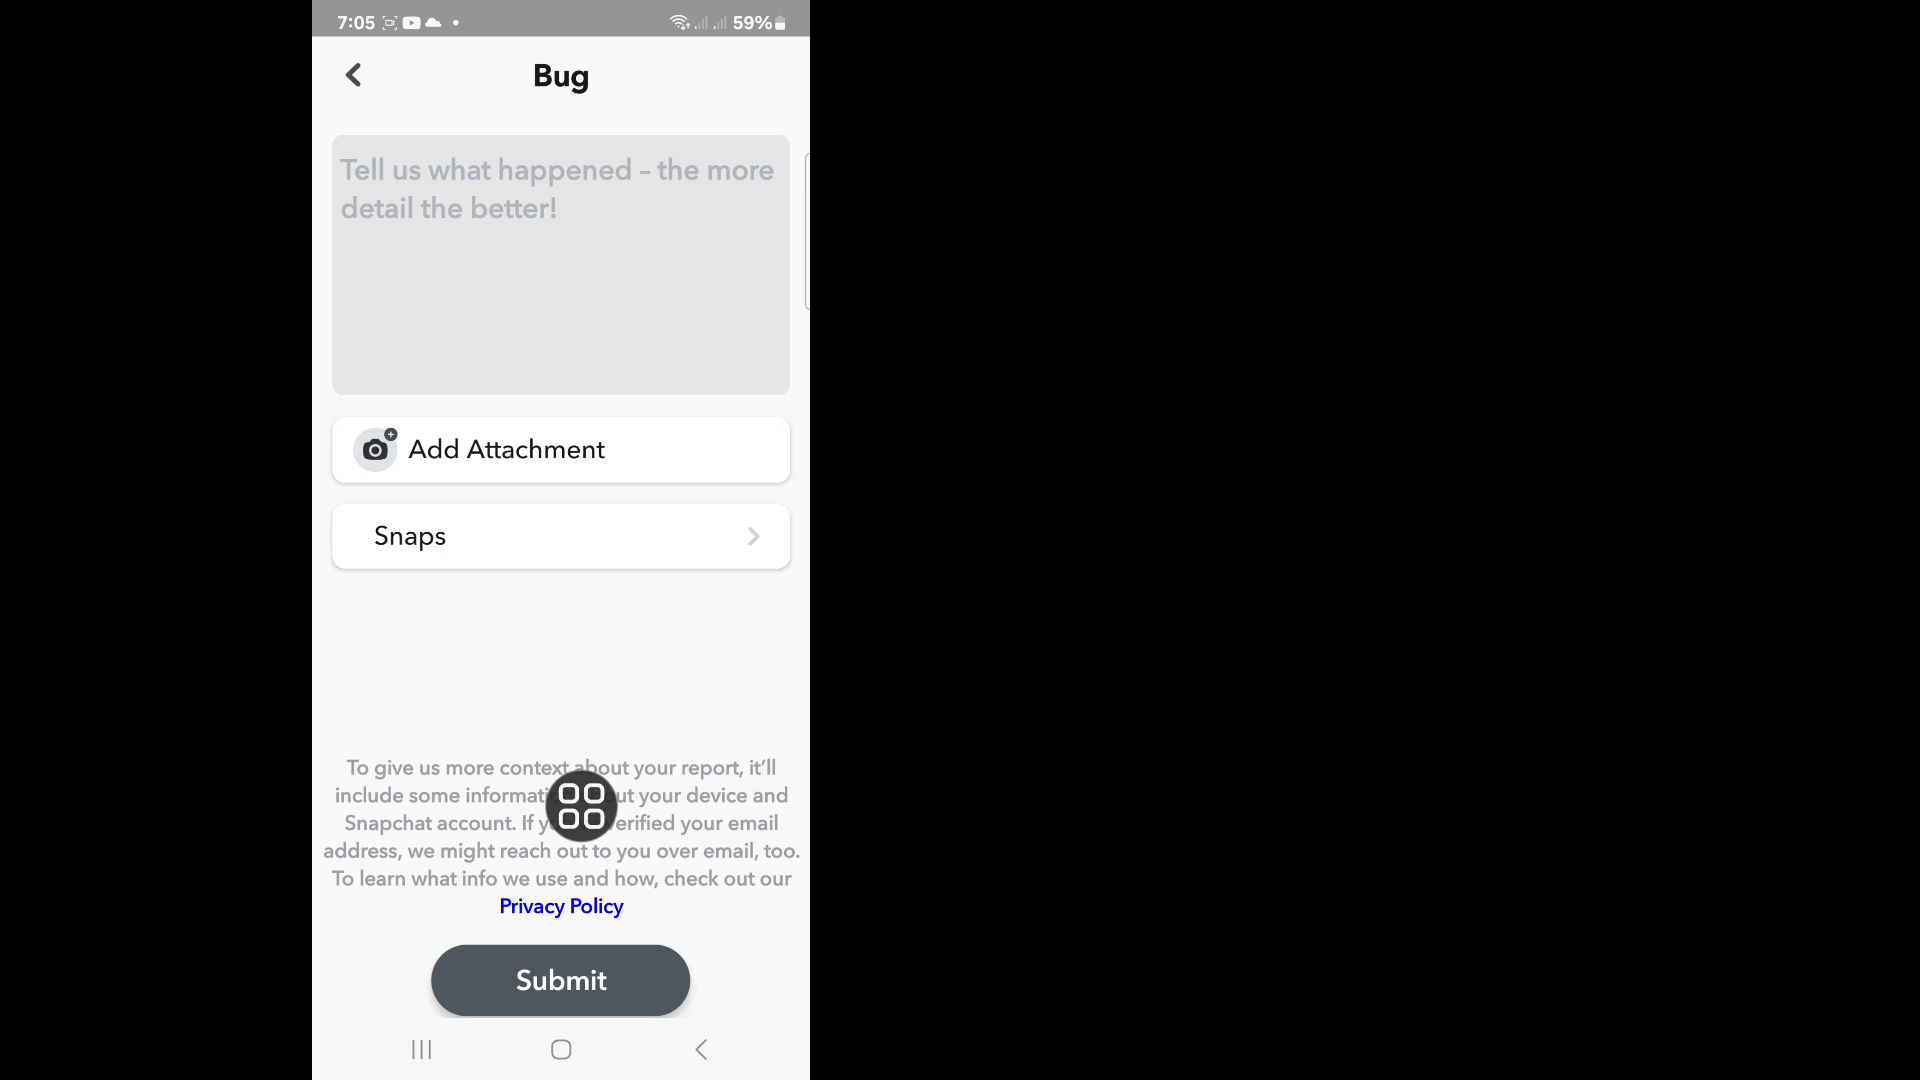 7:05
59%
Bug
Tell us what happened – the more
detail the better!
Add Attachment
Snaps
To give us more context about your report, it'll
include some your device and
Snapchat account. If your email
address, we might reach out to you over email, too.
To learn what info we use and how, check out our
Privacy Policy
Submit